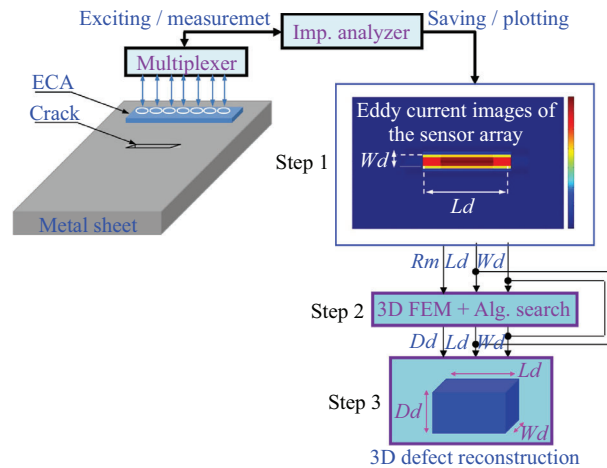 Exciting / measuremet
Saving / plotting
Imp. analyzer
Multiplexer
ECA
Crack
Metal sheet
Step 1
Eddy current images of
the sensor array
Wd
Ld
Rm Ld Wd
Step 2
3D FEM + Alg. search
Dd Ld Wd
Step 3
Ld
Dd
Wd
3D defect reconstruction